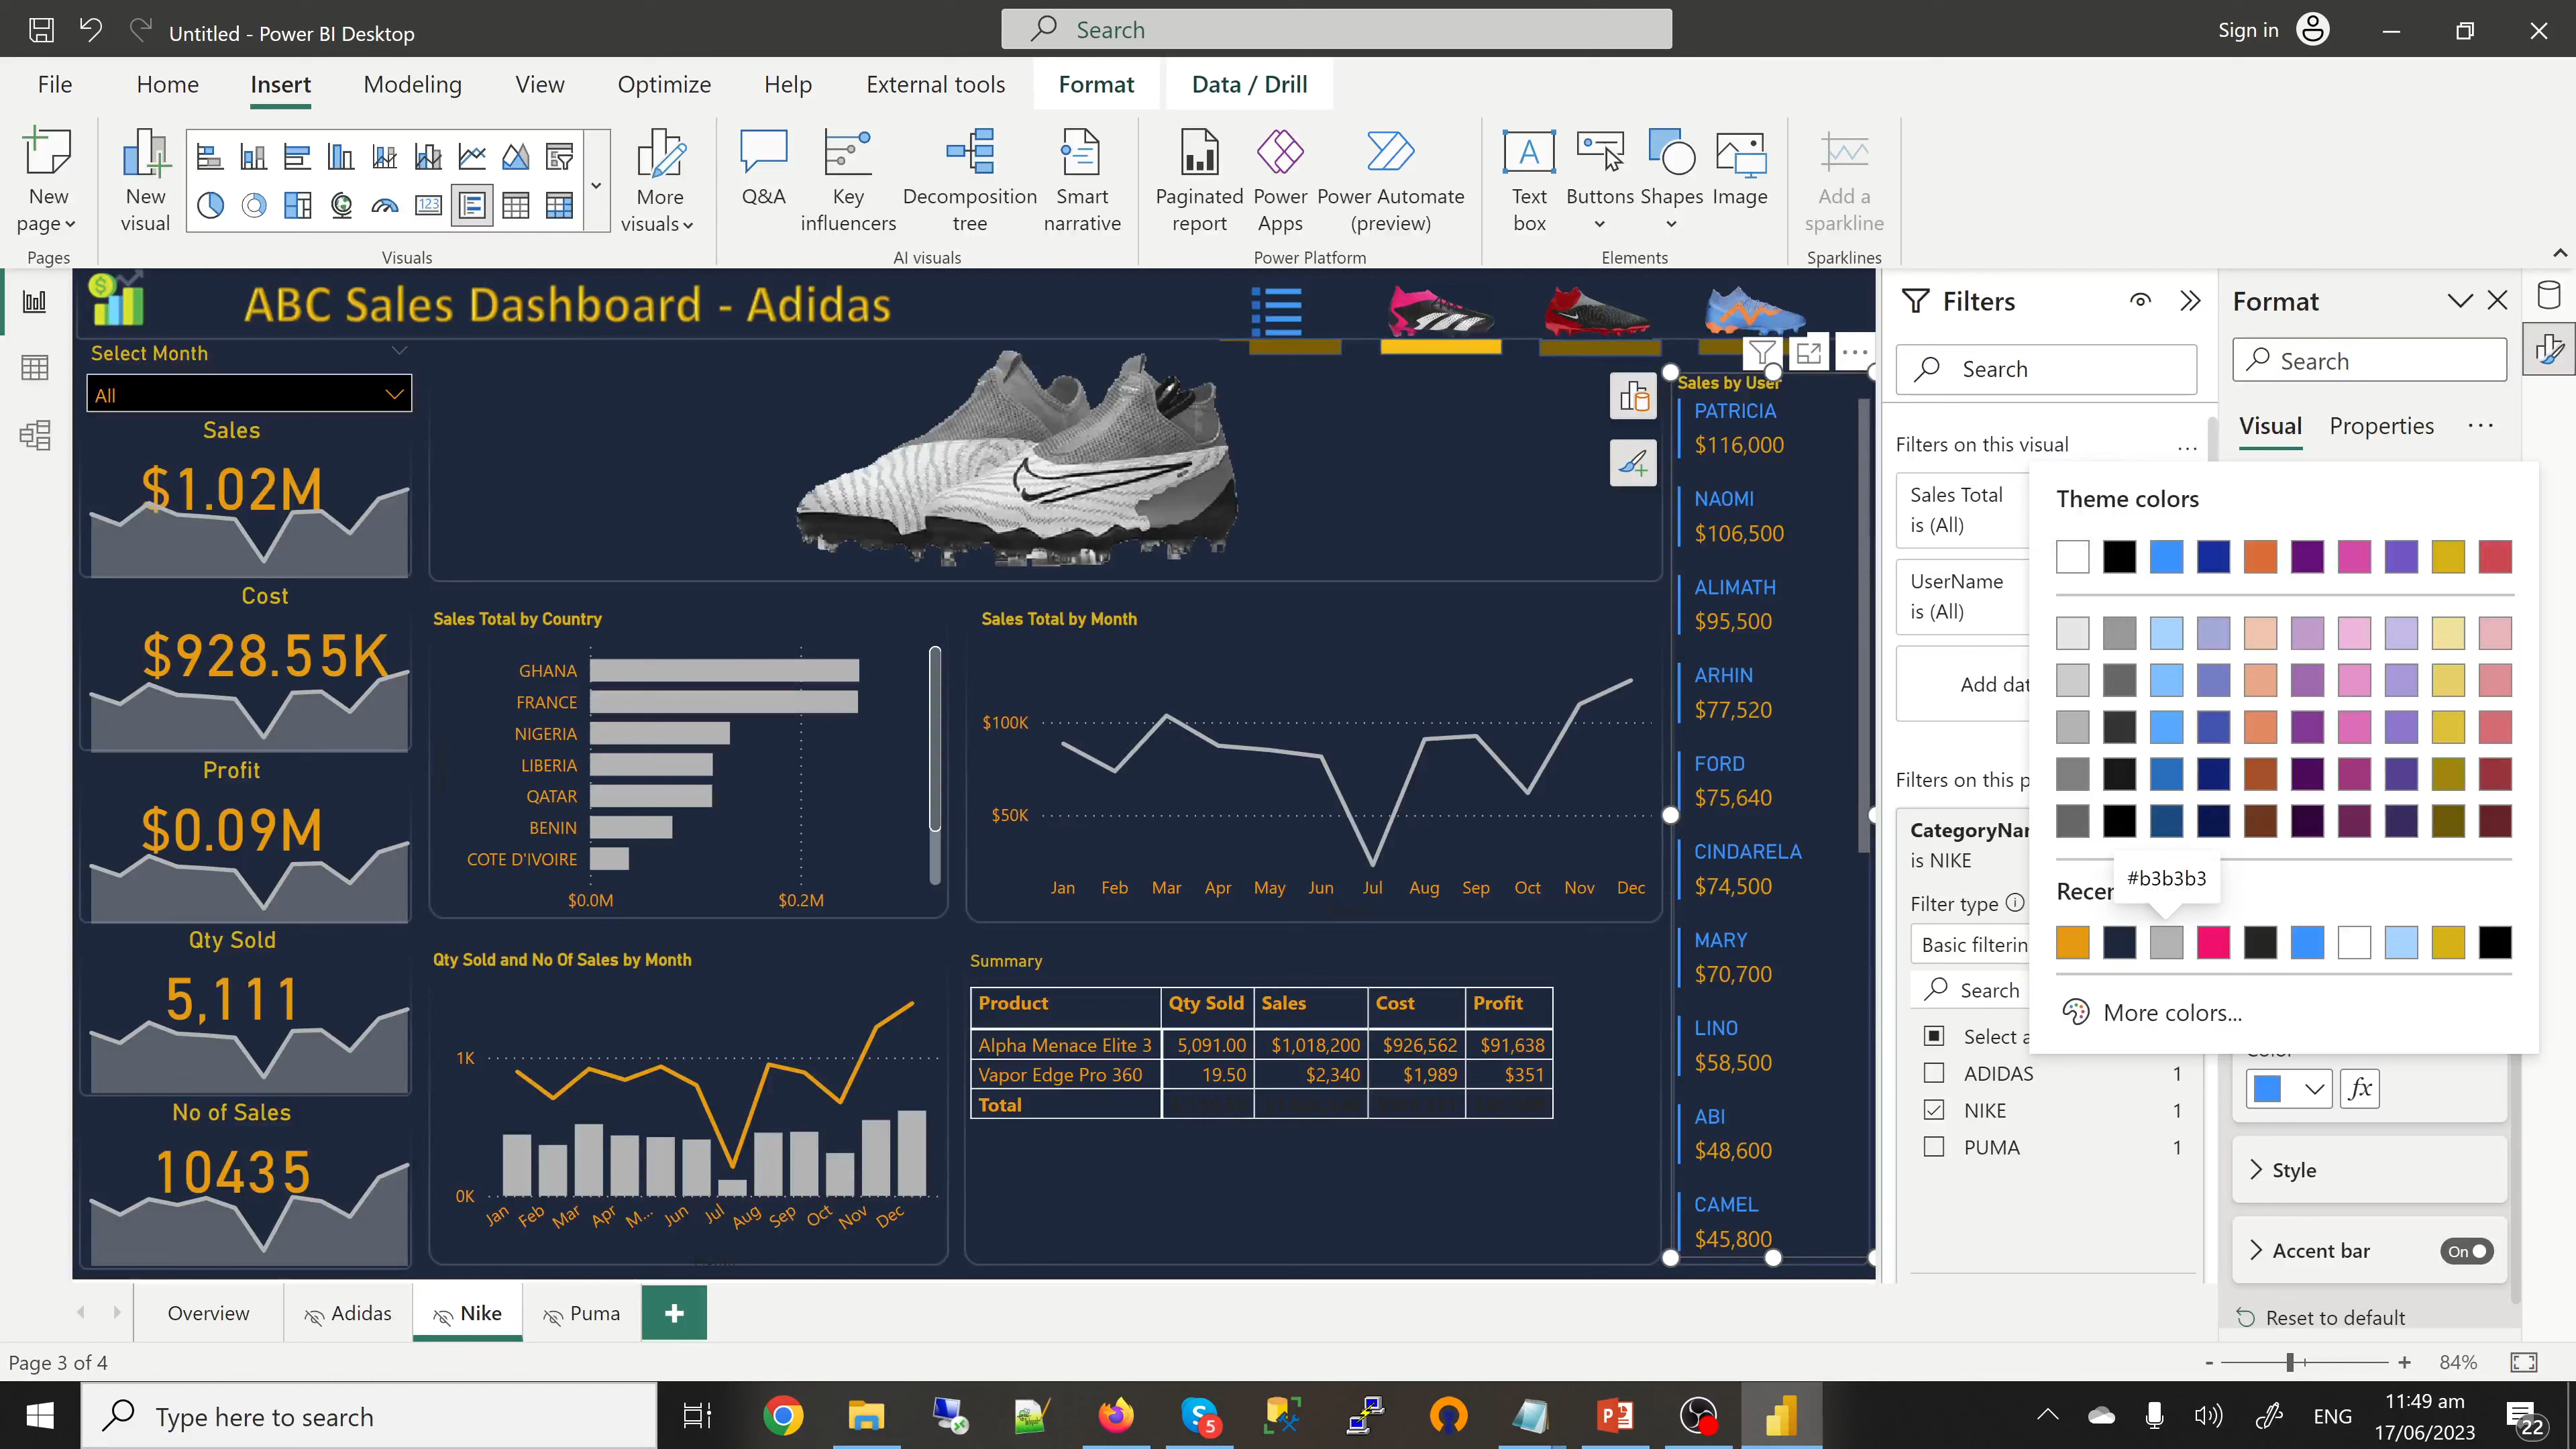 Untitled - Power BI Desktop
Search
Sign in
File
Home
Insert
Modeling
View
Optimize
Help
External tools
Format
Data / Drill
New page
New visual
More visuals
Q&A
Key influencers
Decomposition tree
Smart narrative
Paginated report
Power Apps
Power Automate (preview)
Text box
Buttons
Shapes
Image
Add a sparkline
Pages
Visuals
AI visuals
Power Platform
Elements
Sparklines
ABC Sales Dashboard - Adidas
Select Month
All
Sales
$1.02M
Cost
$928.55K
Profit
$0.09M
Qty Sold
5,111
No of Sales
10435
Sales Total by Country
GHANA
FRANCE
NIGERIA
LIBERIA
QATAR
BENIN
COTE D'IVOIRE
$0.0M
$0.2M
Sales Total by Month
$100K
$50K
Jan Feb Mar Apr May Jun Jul Aug Sep Oct Nov Dec
Qty Sold and No Of Sales by Month
1K
0K
Jan Feb Mar Apr M... Jun Jul Aug Sep Oct Nov Dec
Summary
Product Qty Sold Sales Cost Profit
Alpha Menace Elite 3 5,091.00 $1,018,200 $926,562 $91,638
Vapor Edge Pro 360 19.50 $2,340 $1,989 $351
Total
Sales by User
PATRICIA
$116,000
NAOMI
$106,500
ALIMATH
$95,500
ARHIN
$77,520
FORD
$75,640
CINDARELA
$74,500
MARY
$70,700
LINO
$58,500
ABI
$48,600
CAMEL
$45,800
Filters
Search
Filters on this visual
Sales Total
is (All)
UserName
is (All)
Add dat
Filters on this p
CategoryNar
is NIKE
Filter type
Basic filterin
Search
Select a
ADIDAS 1
NIKE 1
PUMA 1
Format
Search
Visual
Properties
Theme colors
#b3b3b3
Recen
More colors...
fx
Style
Accent bar
On
Reset to default
Overview
Adidas
Nike
Puma
Page 3 of 4
84%
Type here to search
5
ENG
11:49 am
17/06/2023
22